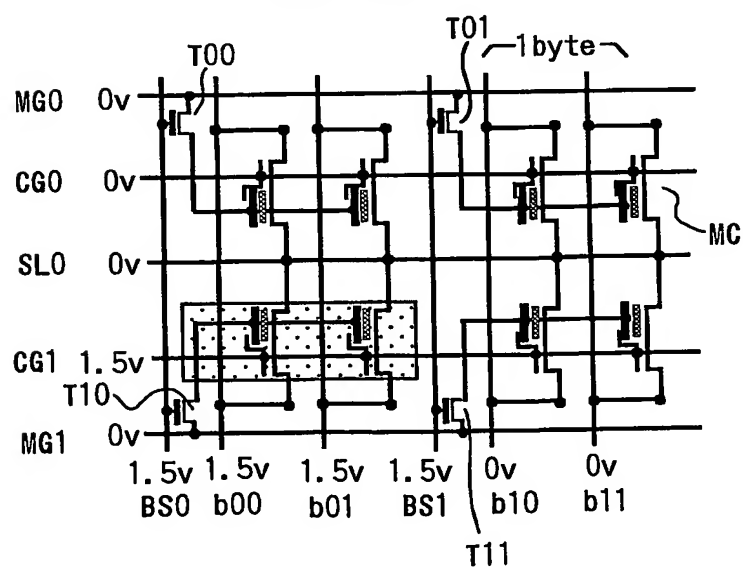 T00
T01
1byte
MG0 0v
CG0 0v
MC
SL0 0v
CG1 1.5v
T10
MG1 0v
1.5v 1.5v 1.5v 1.5v 0v 0v
BS0 b00 b01 BS1 b10 b11
T11